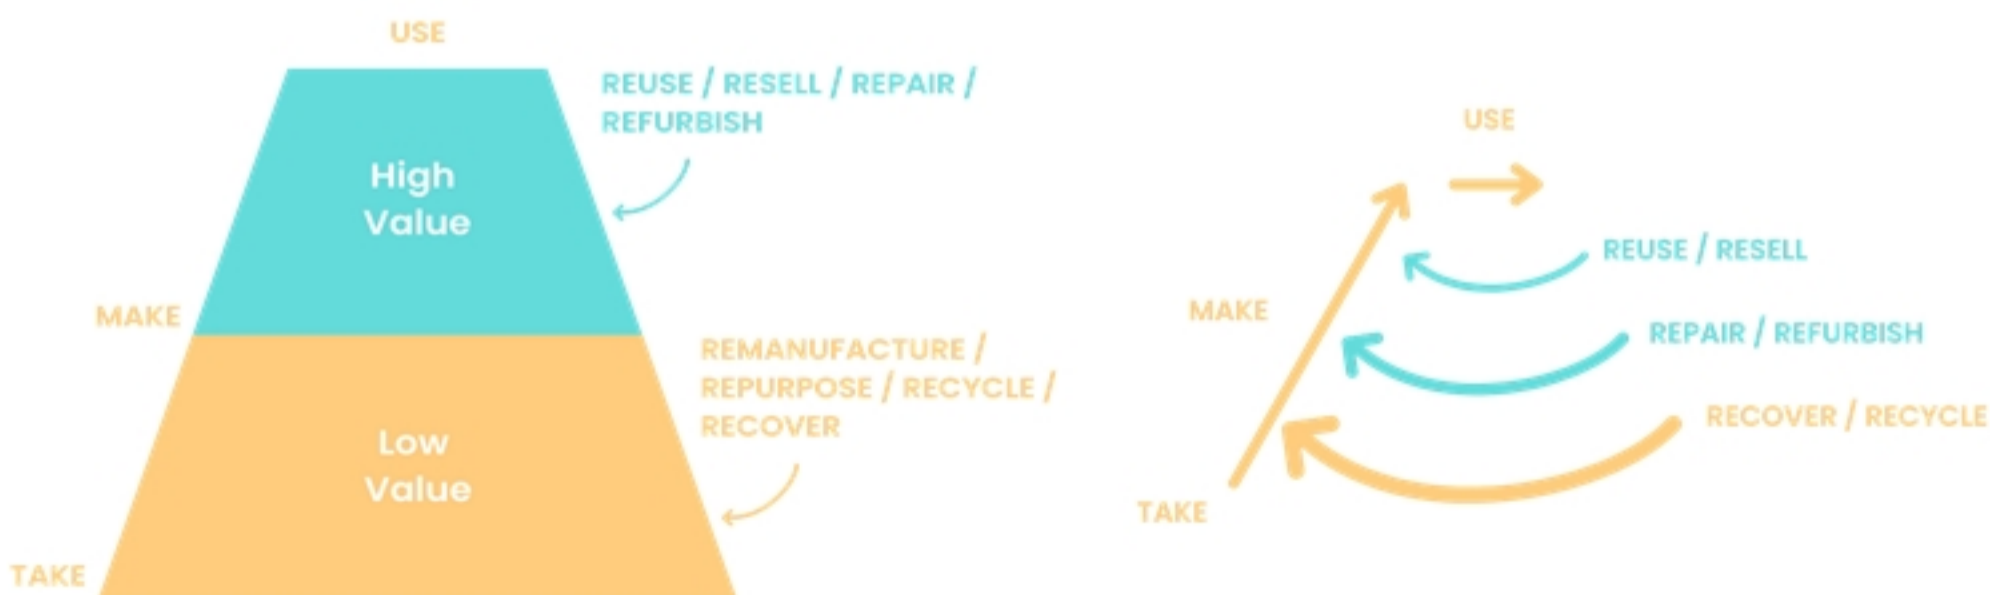 USE
REUSE / RESELL / REPAIR /
REFURBISH
High
Value
MAKE
REMANUFACTURE /
REPURPOSE / RECYCLE /
RECOVER
Low
Value
TAKE
USE
REUSE / RESELL
MAKE
REPAIR / REFURBISH
RECOVER / RECYCLE
TAKE